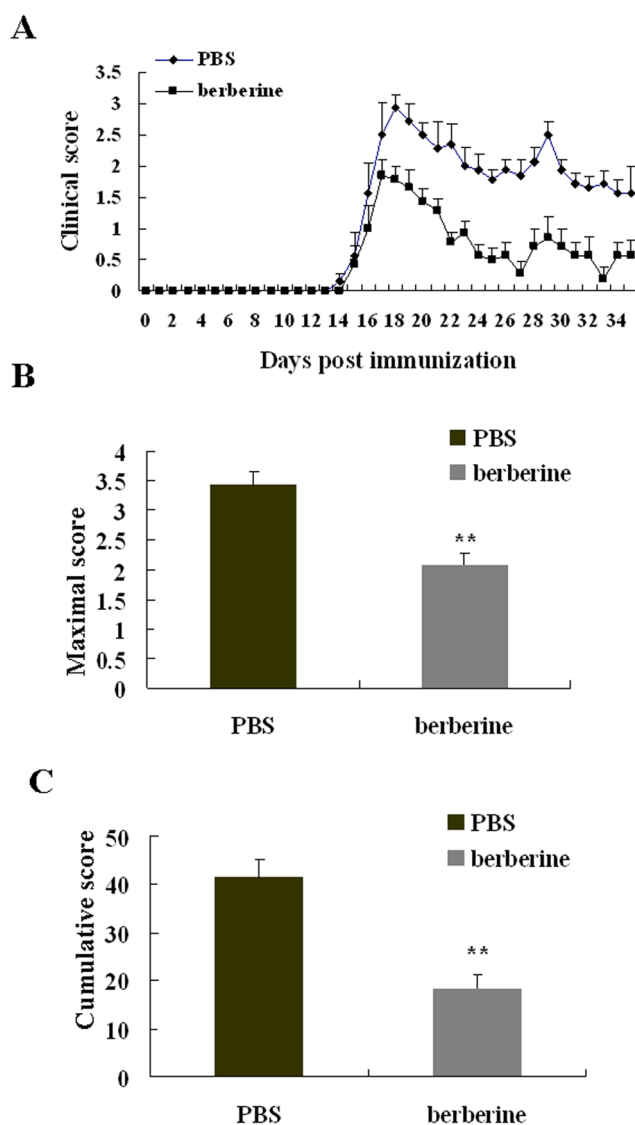 A
PBS
berberine
3.5
3
2.5
2
1.5
1
0.5
0
Clinical score
0 2 4 6 8 10 12 14 16 18 20 22 24 26 28 30 32 34
Days post immunization
B
PBS
berberine
4
3.5
3
2.5
2
1.5
1
0.5
0
Maximal score
**
PBS berberine
C
PBS
berberine
50
40
30
20
10
0
Cumulative score
**
PBS berberine